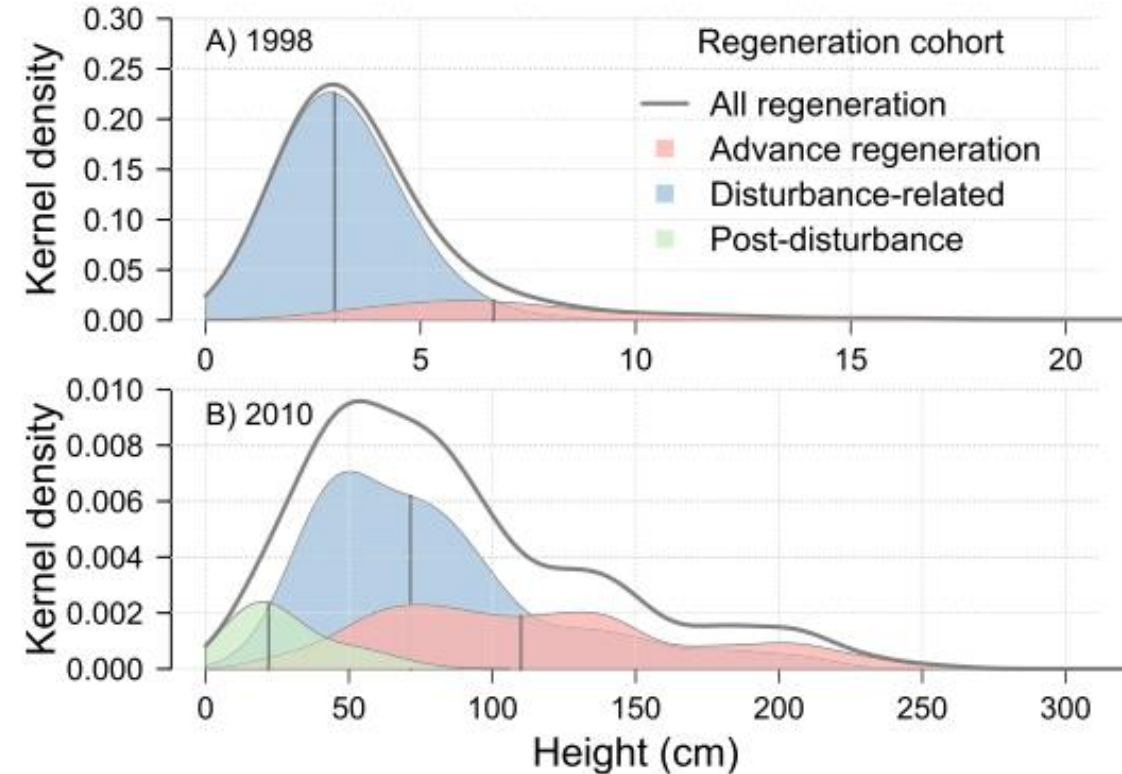 Kernel density
0.30
0.25
0.20
0.15
0.10
0.05
0.00
A) 1998
Regeneration cohort
All regeneration
Advance regeneration
Disturbance-related
Post-disturbance
0 5 10 15 20
Kernel density
0.010
0.008
0.006
0.004
0.002
0.000
B) 2010
0 50 100 150 200 250 300
Height (cm)